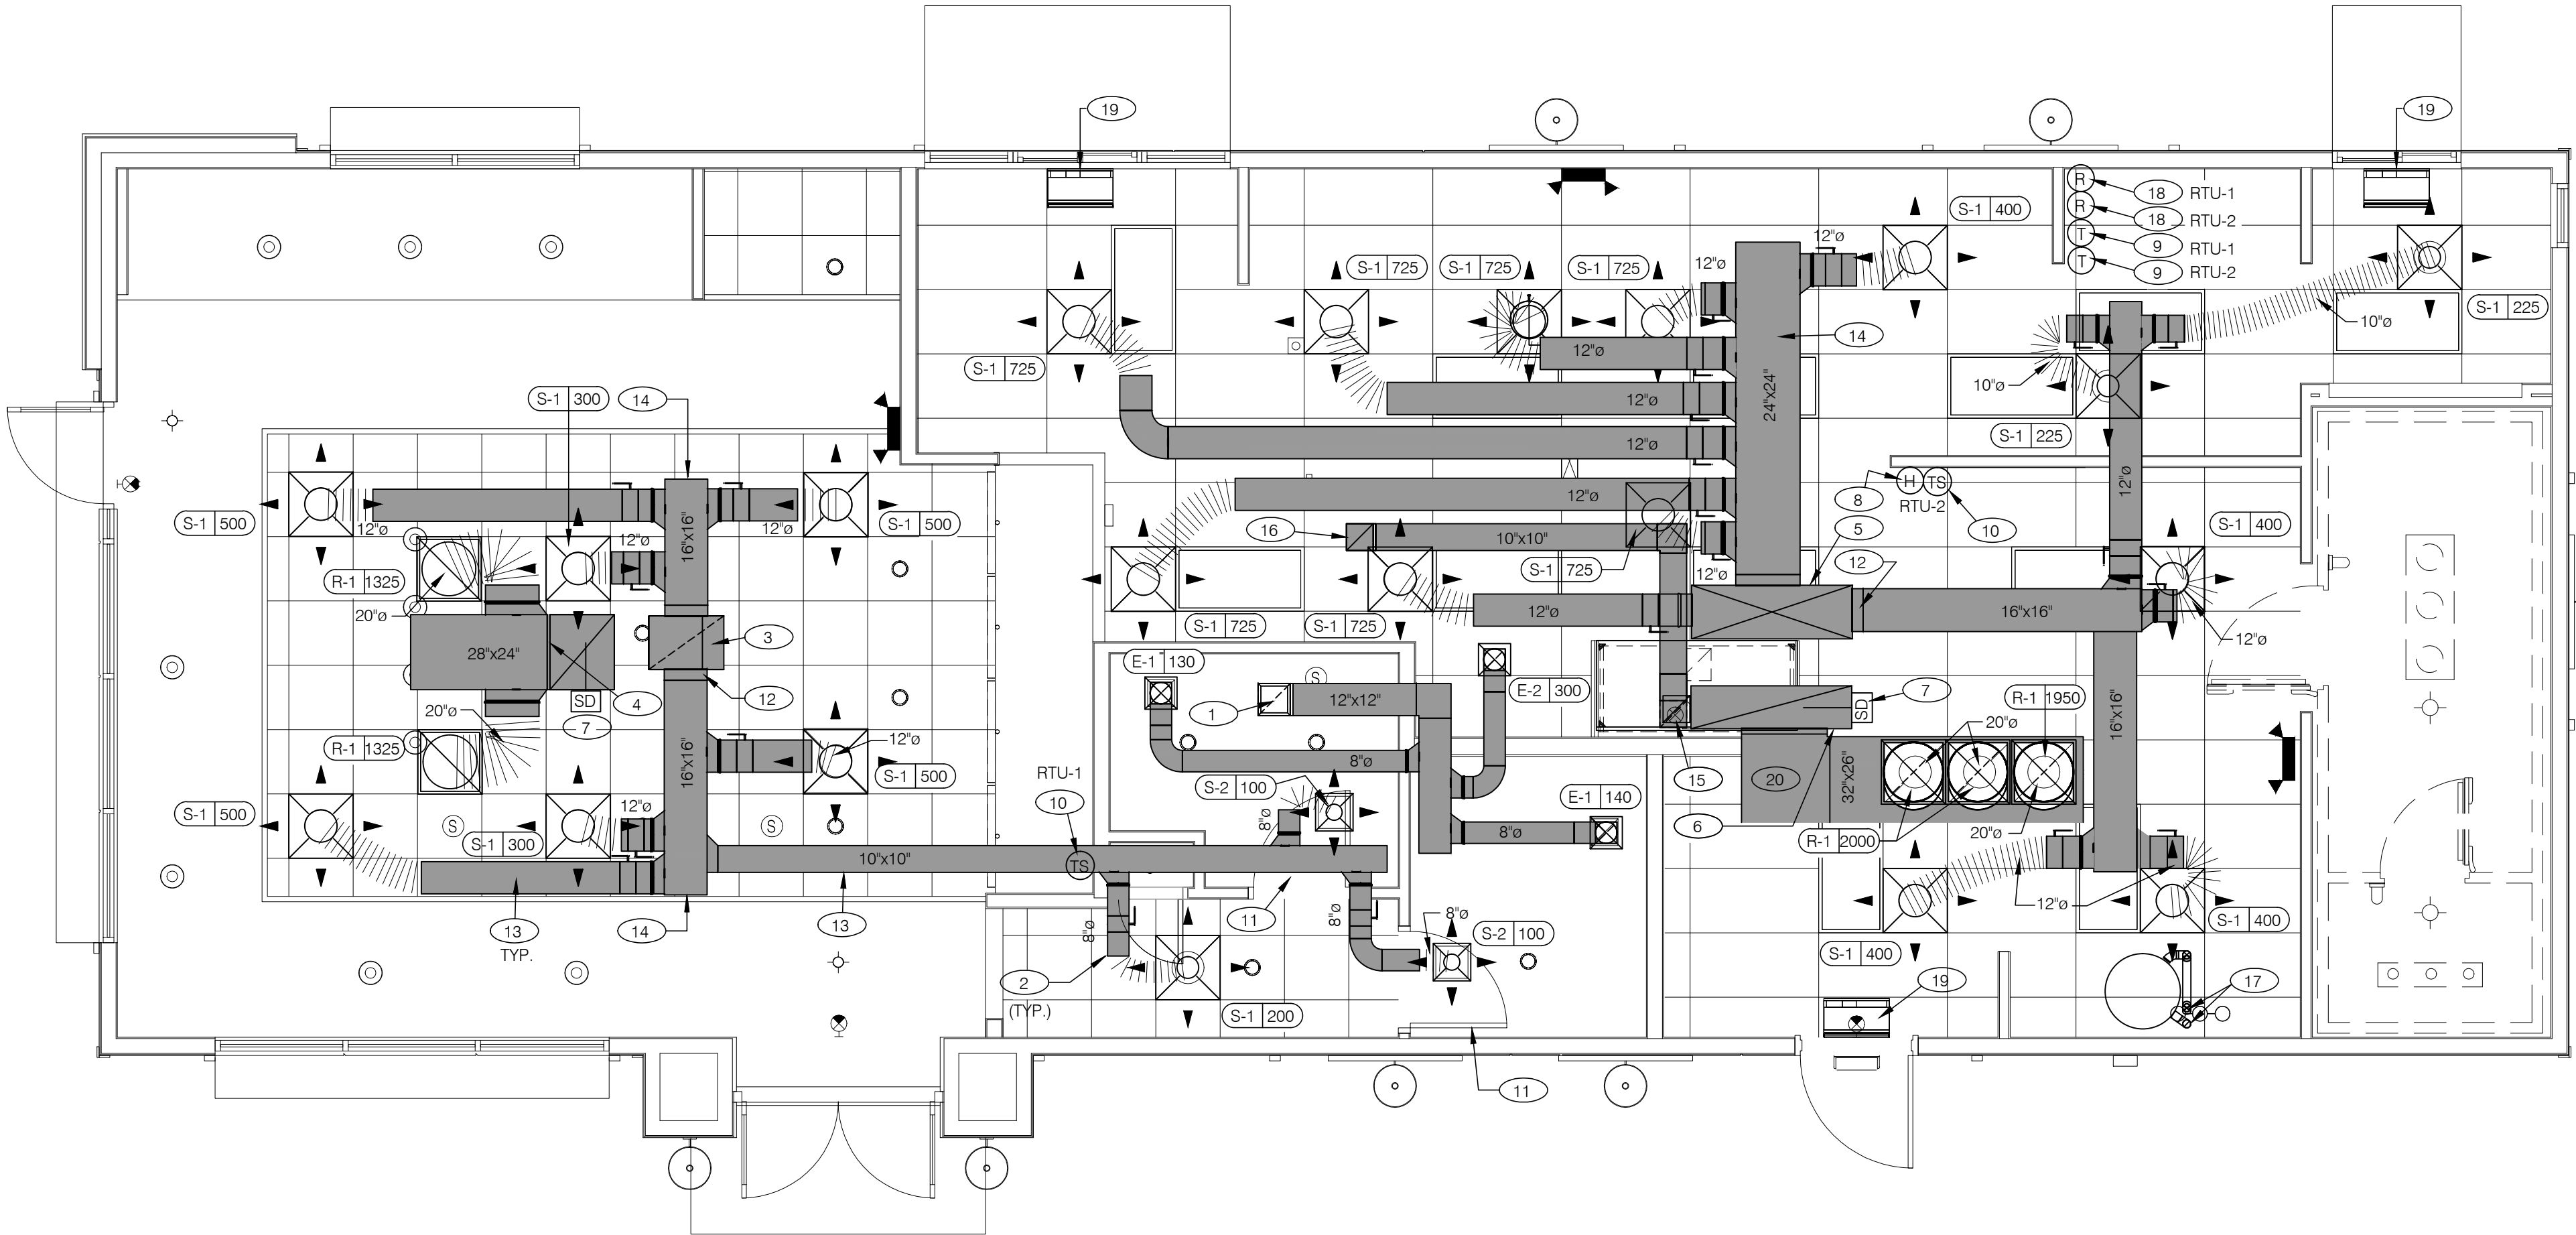 19
19
R 18 RTU-1
R 18 RTU-2
T 9 RTU-1
T 9 RTU-2
S-1 400
12"ø
12"ø
S-1 725
S-1 725
S-1 725
S-1 225
10"ø
14
12"ø
S-1 725
10"ø
24"x24"
S-1 300
14
12"ø
S-1 225
12"ø
12"ø
H TS
8
RTU-2
10
12"ø
S-1 500
12"ø
16"x16"
12"ø
S-1 500
12"ø
16
10"x10"
5
S-1 400
12"ø
R-1 1325
S-1 725
12"ø
12
20"ø
12"ø
16"x16"
S-1 725
S-1 725
3
12"ø
28"x24"
E-1 130
S
E-2 300
SD
4
12
7
SD
R-1 1950
20"ø
7
1
12"x12"
20"ø
16"x16"
R-1 1325
12"ø
S-1 500
8"ø
16"x16"
RTU-1
S-2 100
15
20
32"x26"
10
S-1 500
12"ø
E-1 140
S
S
8"ø
8"ø
6
20"ø
S-1 300
R-1 2000
10"x10"
TS
13
TYP.
14
13
11
8"ø
8"ø
8"ø
S-2 100
12"ø
S-1 400
S-1 400
2
(TYP.)
S-1 200
19
17
11